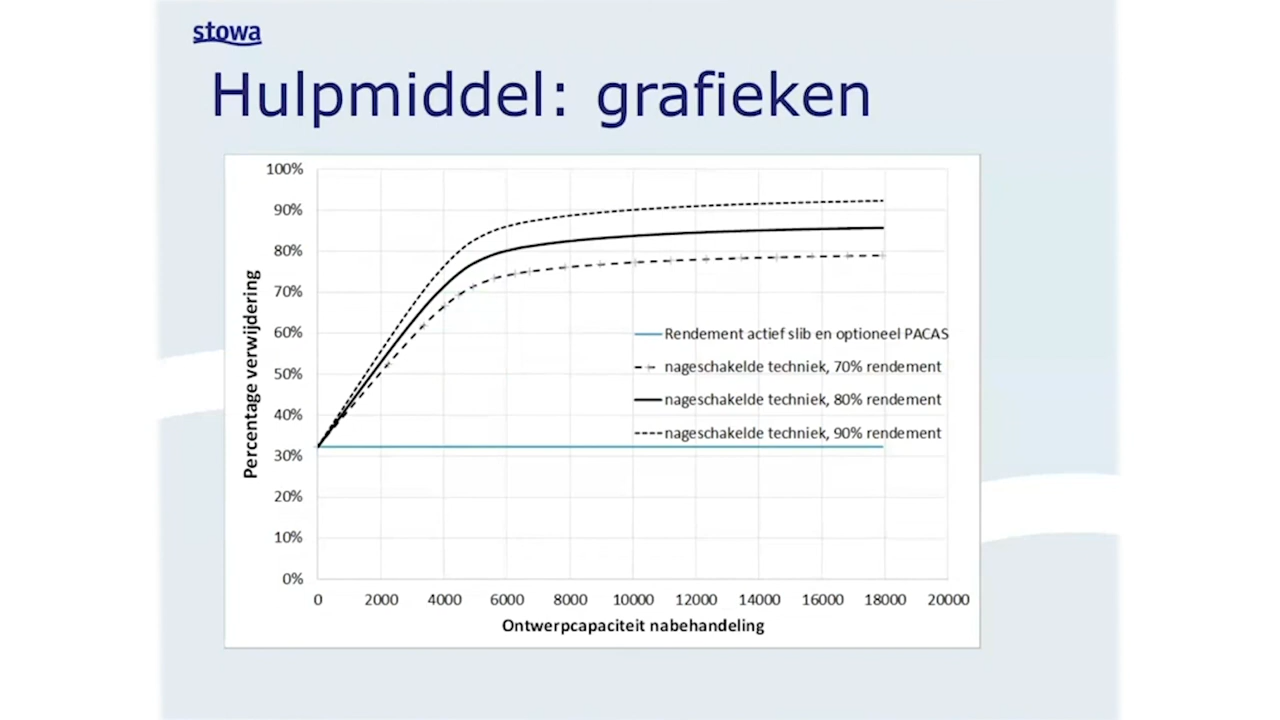 stowa
Hulpmiddel: grafieken
100%
90%
80%
70%
60%
50%
40%
30%
20%
10%
0%
Percentage verwijdering
Rendement actief slib en optioneel PACAS
nageschakelde techniek, 70% rendement
nageschakelde techniek, 80% rendement
nageschakelde techniek, 90% rendement
0 2000 4000 6000 8000 10000 12000 14000 16000 18000 20000
Ontwerpcapaciteit nabehandeling